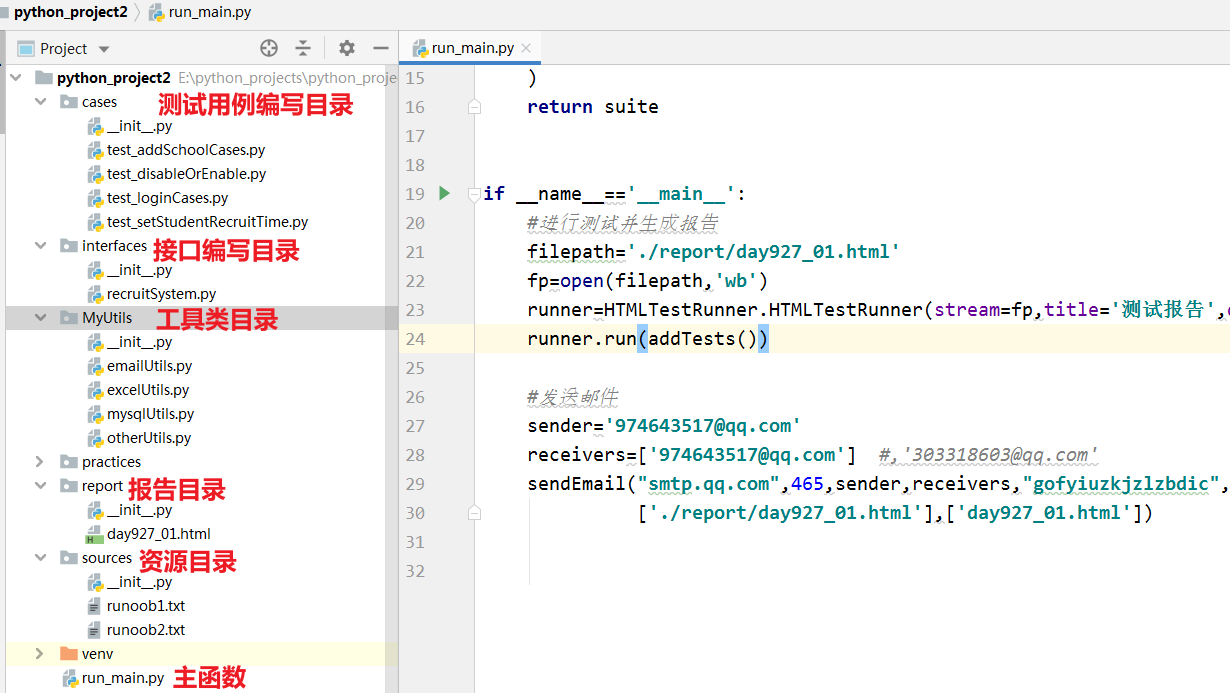 python_project2 run_main.py
Project
run_main.py
python_project2 E:\python_projects\python_proje
cases 测试用例编写目录
__init__.py
test_addSchoolCases.py
test_disableOrEnable.py
test_loginCases.py
test_setStudentRecruitTime.py
interfaces 接口编写目录
__init__.py
recruitSystem.py
MyUtils 工具类目录
__init__.py
emailUtils.py
excelUtils.py
mysqlUtils.py
otherUtils.py
practices
report 报告目录
__init__.py
day927_01.html
sources 资源目录
__init__.py
runoob1.txt
runoob2.txt
venv
run_main.py 主函数
15 )
16 return suite
17
18
19 if __name__=='__main__':
20 #进行测试并生成报告
21 filepath='./report/day927_01.html'
22 fp=open(filepath,'wb')
23 runner=HTMLTestRunner.HTMLTestRunner(stream=fp,title='测试报告',
24 runner.run(addTests())
25
26 #发送邮件
27 sender='974643517@qq.com'
28 receivers=['974643517@qq.com'] #,'303318603@qq.com'
29 sendEmail("smtp.qq.com",465,sender,receivers,"gofyiuzkjzlzbdic",
30 ['./report/day927_01.html'],['day927_01.html'])
31
32